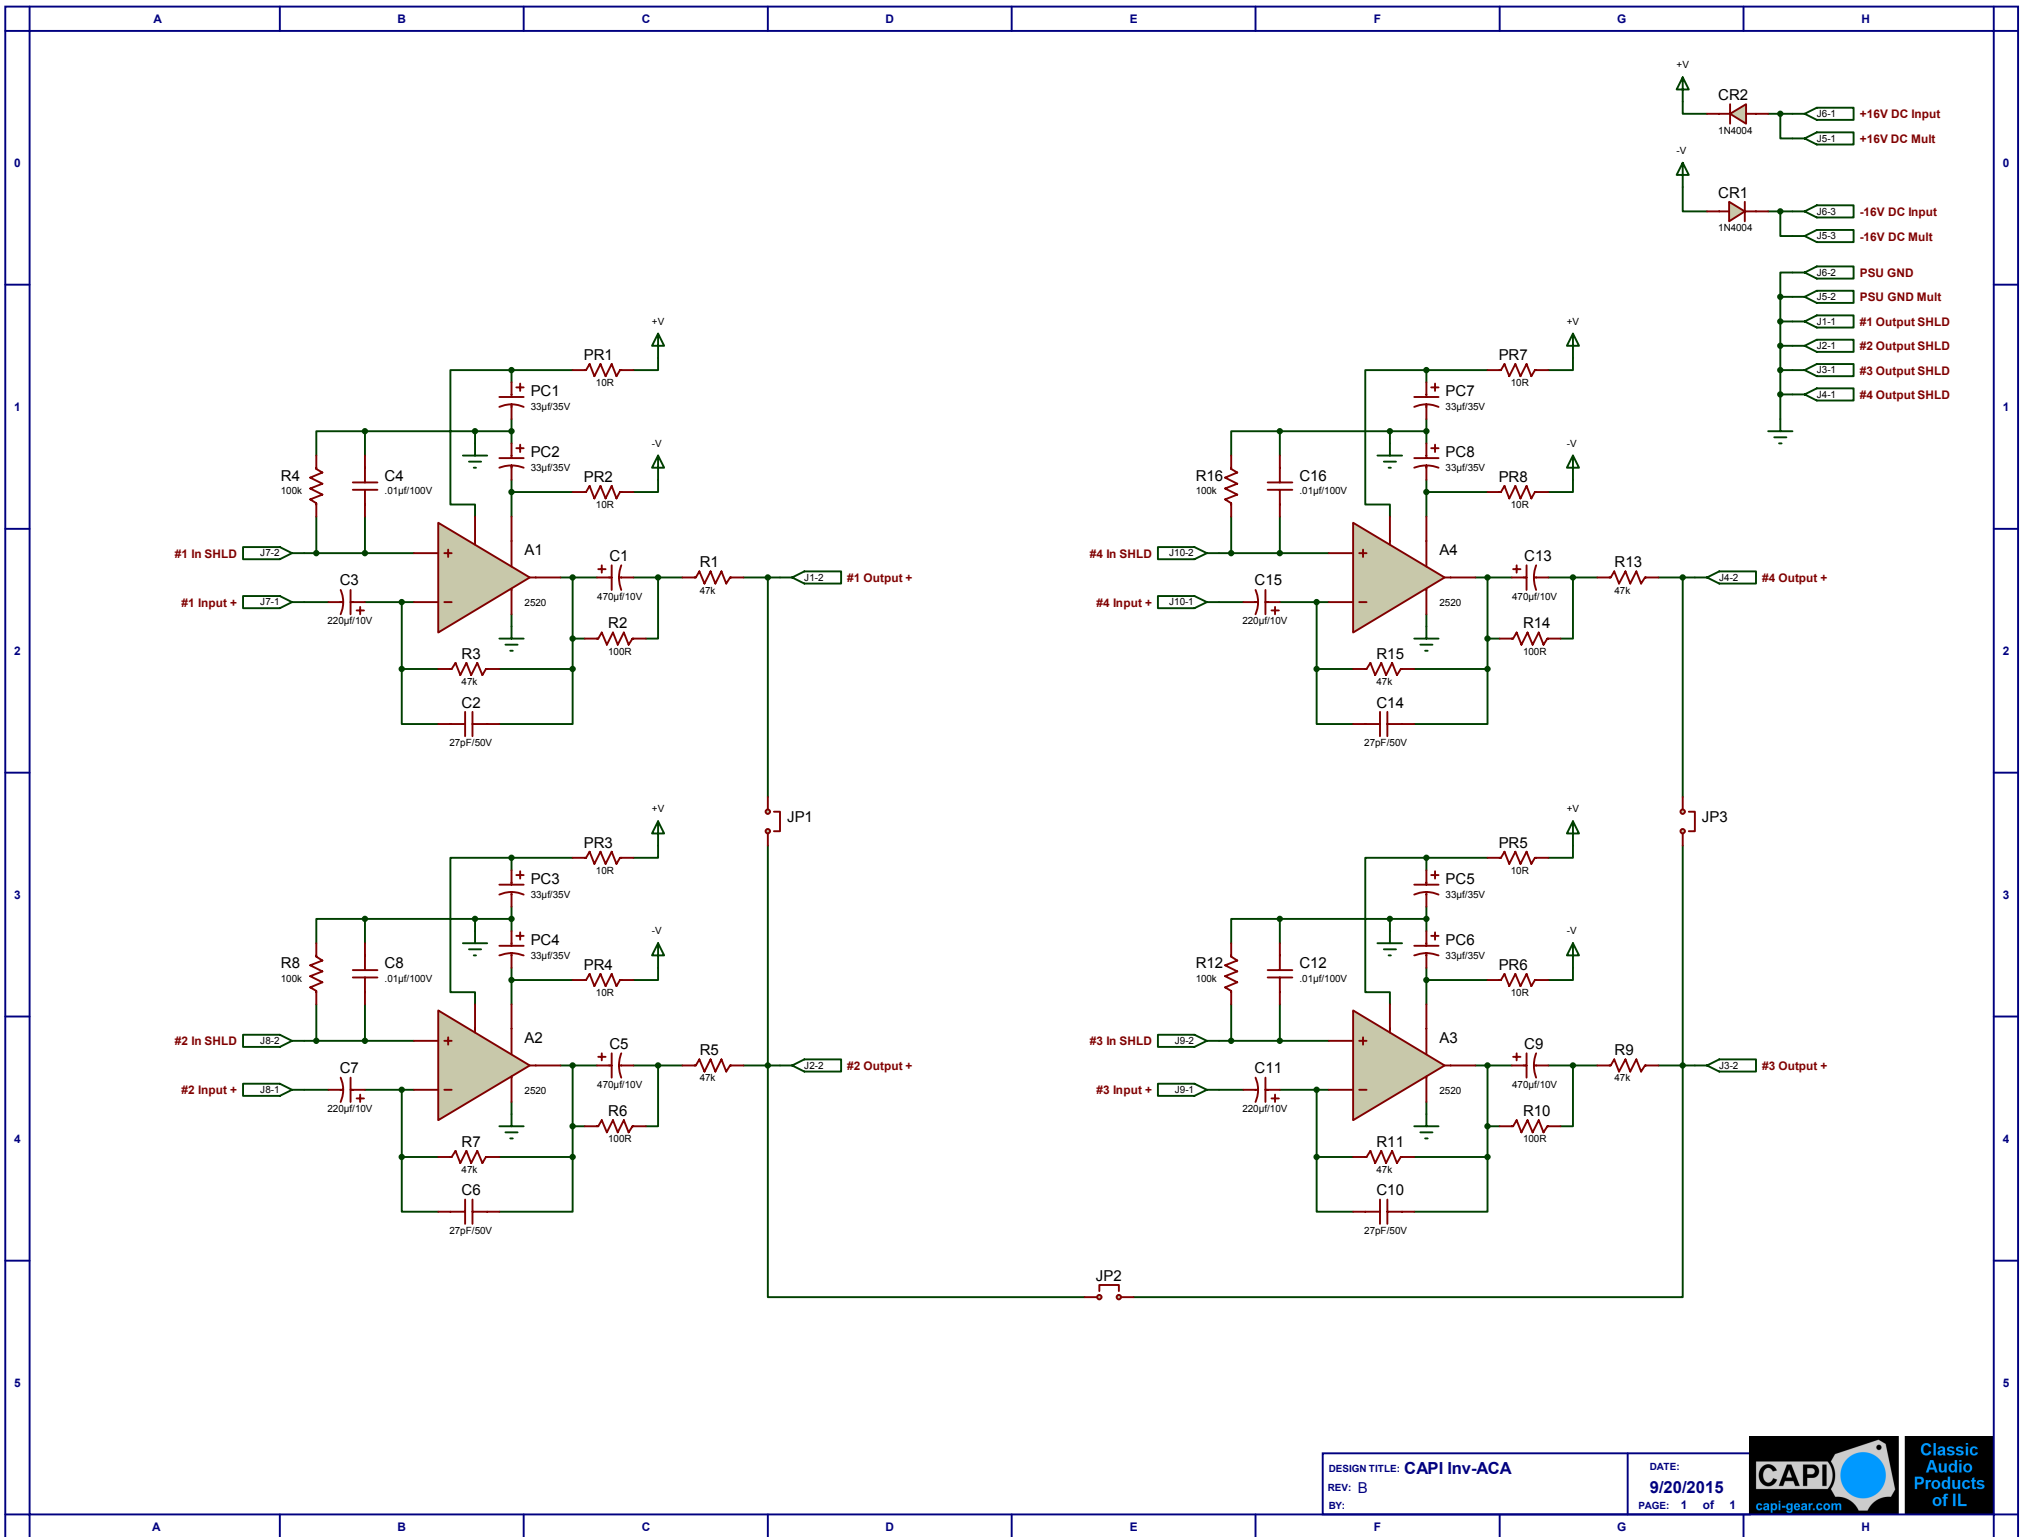 A B C D E F G H
0 0
1 1
2 2
3 3
4 4
5 5
+V
CR2
1N4004
J6-1 +16V DC Input
J5-1 +16V DC Mult
-V
CR1
1N4004
J6-3 -16V DC Input
J5-3 -16V DC Mult
J6-2 PSU GND
J5-2 PSU GND Mult
J1-1 #1 Output SHLD
J2-1 #2 Output SHLD
J3-1 #3 Output SHLD
J4-1 #4 Output SHLD
+V
PR1
10R
PC1
33µf/35V
-V
PC2
33µf/35V
PR2
10R
R4
100k
C4
.01µf/100V
#1 In SHLD J7-2
A1
2520
C3
220µf/10V
#1 Input + J7-1
C1
470µf/10V
R1
47k
J1-2 #1 Output +
R2
100R
R3
47k
C2
27pF/50V
+V
PR7
10R
PC7
33µf/35V
-V
PC8
33µf/35V
PR8
10R
R16
100k
C16
.01µf/100V
#4 In SHLD J10-2
A4
2520
C15
220µf/10V
#4 Input + J10-1
C13
470µf/10V
R13
47k
J4-2 #4 Output +
R14
100R
R15
47k
C14
27pF/50V
JP1
JP3
+V
PR3
10R
PC3
33µf/35V
-V
PC4
33µf/35V
PR4
10R
R8
100k
C8
.01µf/100V
#2 In SHLD J8-2
A2
2520
C7
220µf/10V
#2 Input + J8-1
C5
470µf/10V
R5
47k
J2-2 #2 Output +
R6
100R
R7
47k
C6
27pF/50V
+V
PR5
10R
PC5
33µf/35V
-V
PC6
33µf/35V
PR6
10R
R12
100k
C12
.01µf/100V
#3 In SHLD J9-2
A3
2520
C11
220µf/10V
#3 Input + J9-1
C9
470µf/10V
R9
47k
J3-2 #3 Output +
R10
100R
R11
47k
C10
27pF/50V
JP2
DESIGN TITLE: CAPI Inv-ACA
REV: B
BY:
DATE:
9/20/2015
PAGE: 1 of 1
CAPI
capi-gear.com
Classic
Audio
Products
of IL
A B C D E F G H